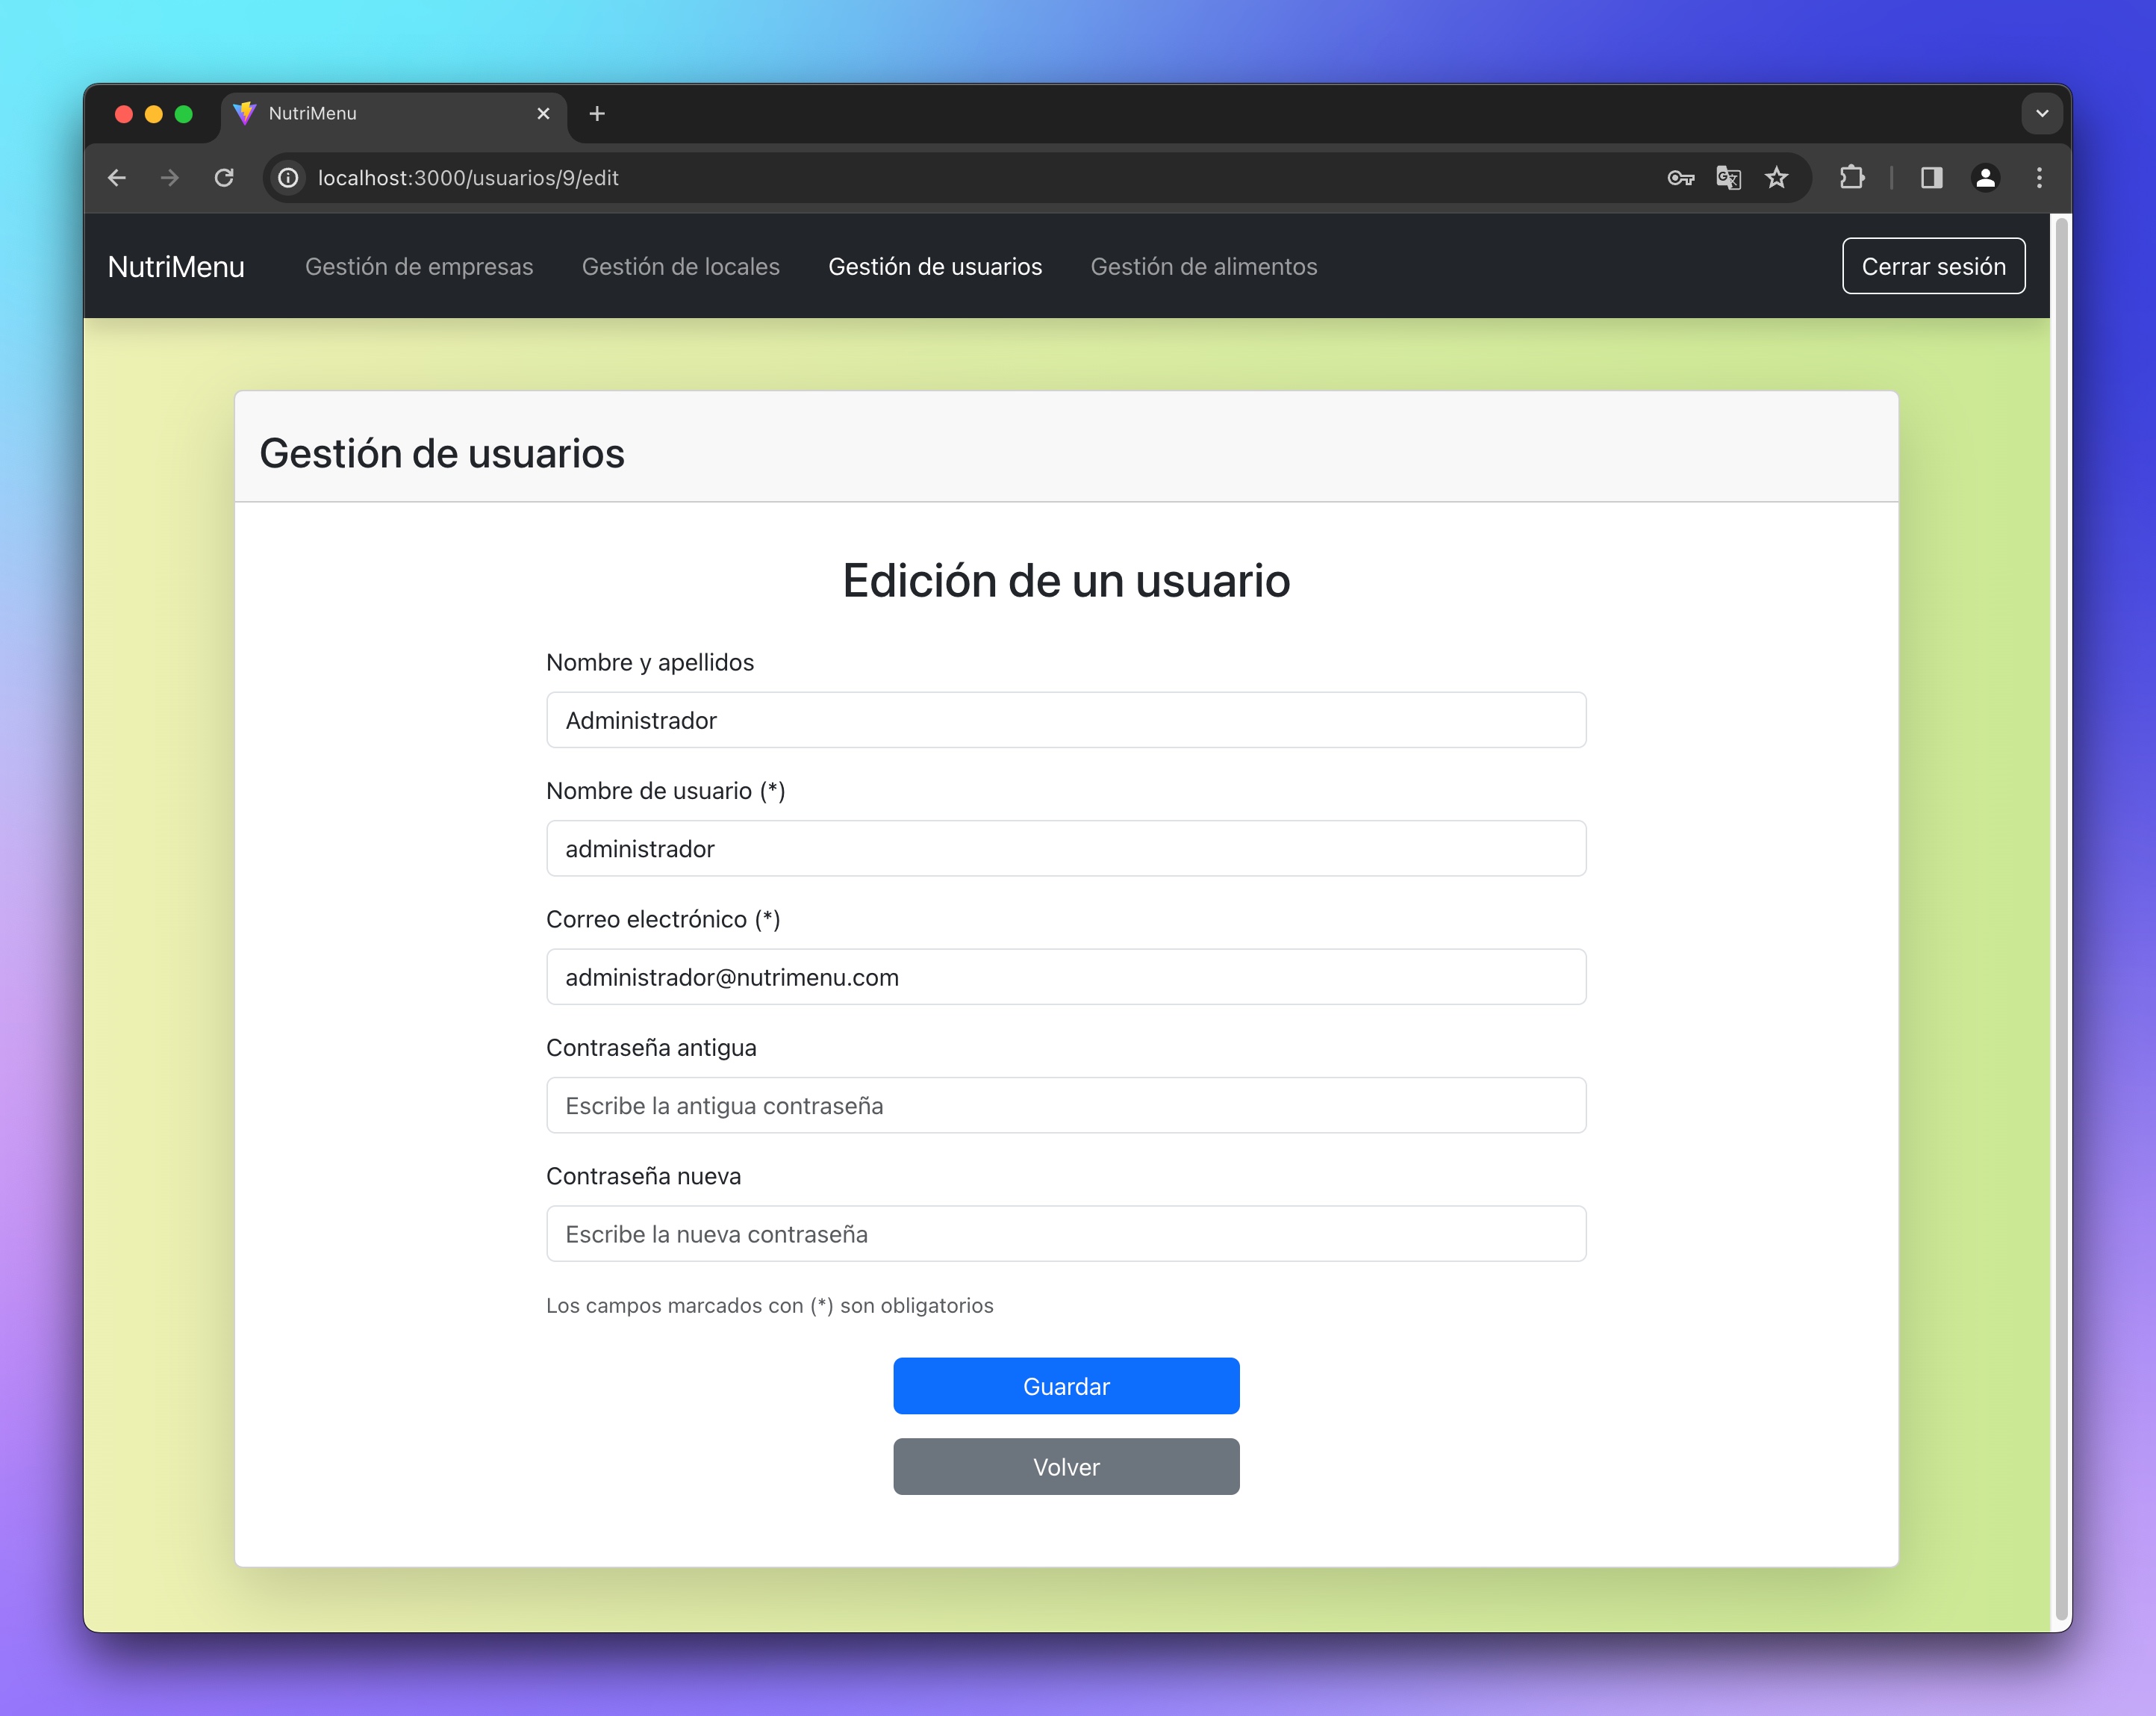 NutriMenu
localhost:3000/usuarios/9/edit
NutriMenu Gestión de empresas Gestión de locales Gestión de usuarios Gestión de alimentos Cerrar sesión
Gestión de usuarios
Edición de un usuario
Nombre y apellidos
Administrador
Nombre de usuario (*)
administrador
Correo electrónico (*)
administrador@nutrimenu.com
Contraseña antigua
Escribe la antigua contraseña
Contraseña nueva
Escribe la nueva contraseña
Los campos marcados con (*) son obligatorios
Guardar
Volver